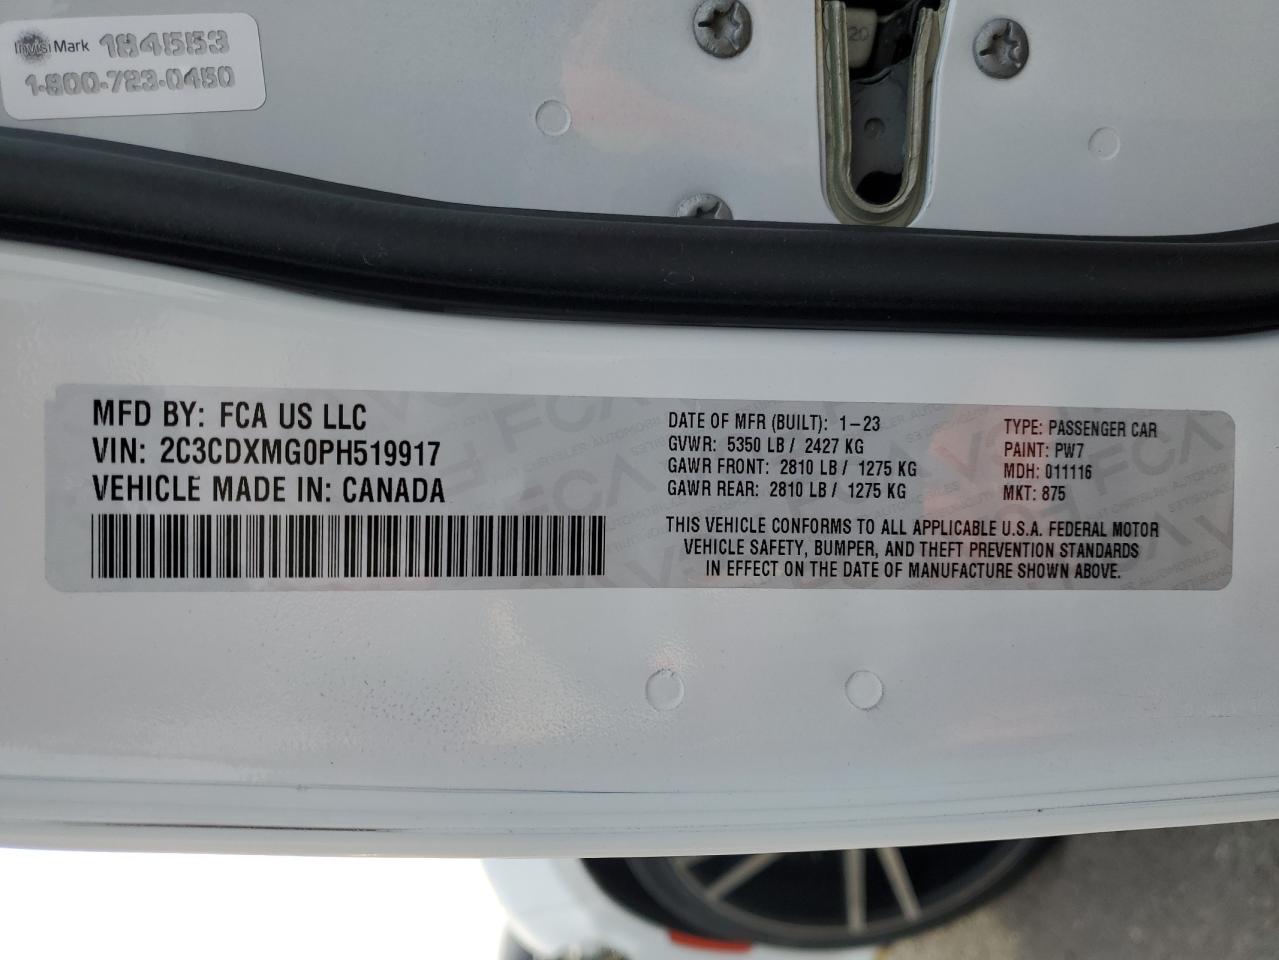 InVisiMark 184553
1-800-723-0450
20
MFD BY: FCA US LLC
VIN: 2C3CDXMG0PH519917
VEHICLE MADE IN: CANADA
DATE OF MFR (BUILT): 1-23
GVWR: 5350 LB / 2427 KG
GAWR FRONT: 2810 LB / 1275 KG
GAWR REAR: 2810 LB / 1275 KG
TYPE: PASSENGER CAR
PAINT: PW7
MDH: 011116
MKT: 875
THIS VEHICLE CONFORMS TO ALL APPLICABLE U.S.A. FEDERAL MOTOR
VEHICLE SAFETY, BUMPER, AND THEFT PREVENTION STANDARDS
IN EFFECT ON THE DATE OF MANUFACTURE SHOWN ABOVE.